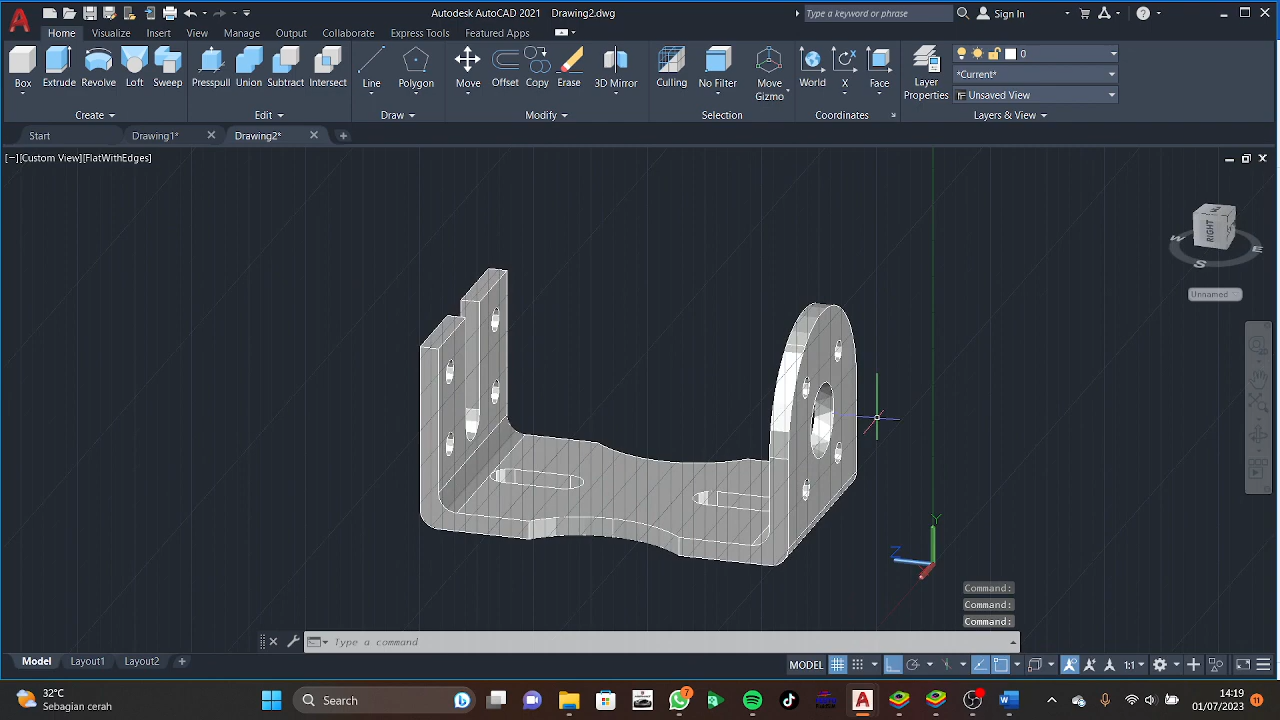 Autodesk AutoCAD 2021 Drawing2.dwg
Type a keyword or phrase
Sign In
Home Visualize Insert View Manage Output Collaborate Express Tools Featured Apps
Box Extrude Revolve Loft Sweep
Presspull Union Subtract Intersect
Line Polygon
Move Offset Copy Erase 3D Mirror
Culling No Filter Move Gizmo
World X Face
Layer Properties
0
*Current*
Unsaved View
Create Edit Draw Modify Selection Coordinates Layers & View
Start Drawing1* Drawing2*
[−][Custom View][FlatWithEdges]
RIGHT
W
E
S
Unnamed
Y
Z
Command:
Command:
Command:
Type a command
Model Layout1 Layout2
MODEL
1:1
32°C
Sebagian cerah
Search
7
14:19
01/07/2023
11